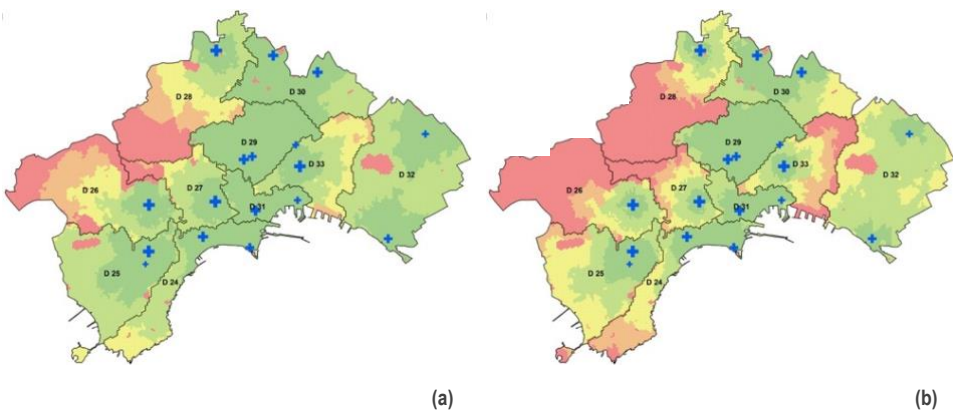 D 28
D 30
D 29
D 33
D 32
D 26
D 27
D 31
D 25
D 24
(a)
D 28
D 30
D 29
D 33
D 32
D 26
D 27
D 31
D 25
D 24
(b)